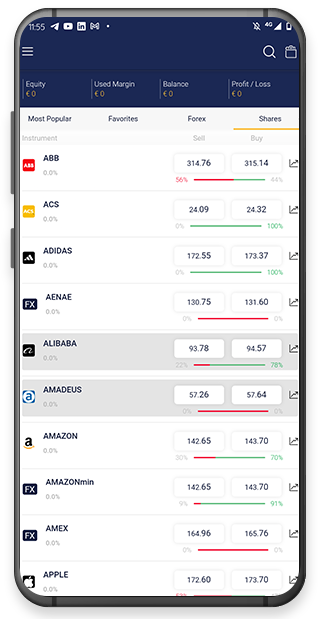 11:55 4G
Equity Used Margin Balance Profit / Loss
€ 0 € 0 € 0 € 0
Most Popular Favorites Forex Shares
Instrument Sell Buy
ABB ABB 314.76 315.14
0.0% 56% 44%
ACS ACS 24.09 24.32
0.0% 0% 100%
ADIDAS 172.55 173.37
0.0% 0% 100%
FX AENAE 130.75 131.60
0.0% 0% 0%
ALIBABA 93.78 94.57
0.0% 22% 78%
a AMADEUS 57.26 57.64
0.0% 0% 0%
a AMAZON 142.65 143.70
0.0% 30% 70%
FX AMAZONmin 142.65 143.70
0.0% 9% 91%
FX AMEX 164.96 165.76
0.0% 0% 0%
APPLE 172.60 173.70
0.0%